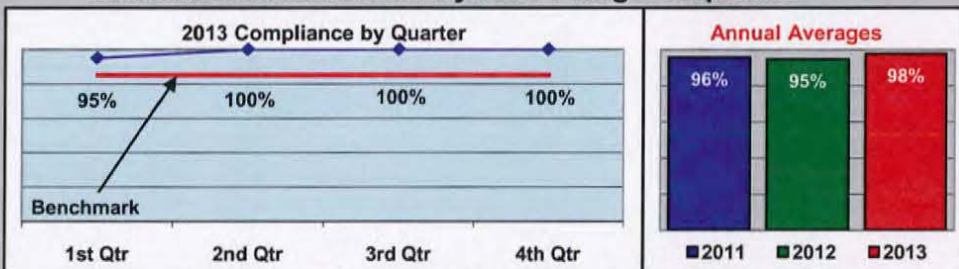 2013 Compliance by Quarter
95%
100%
100%
100%
Benchmark
1st Qtr
2nd Qtr
3rd Qtr
4th Qtr
Annual Averages
96%
95%
98%
2011
2012
2013